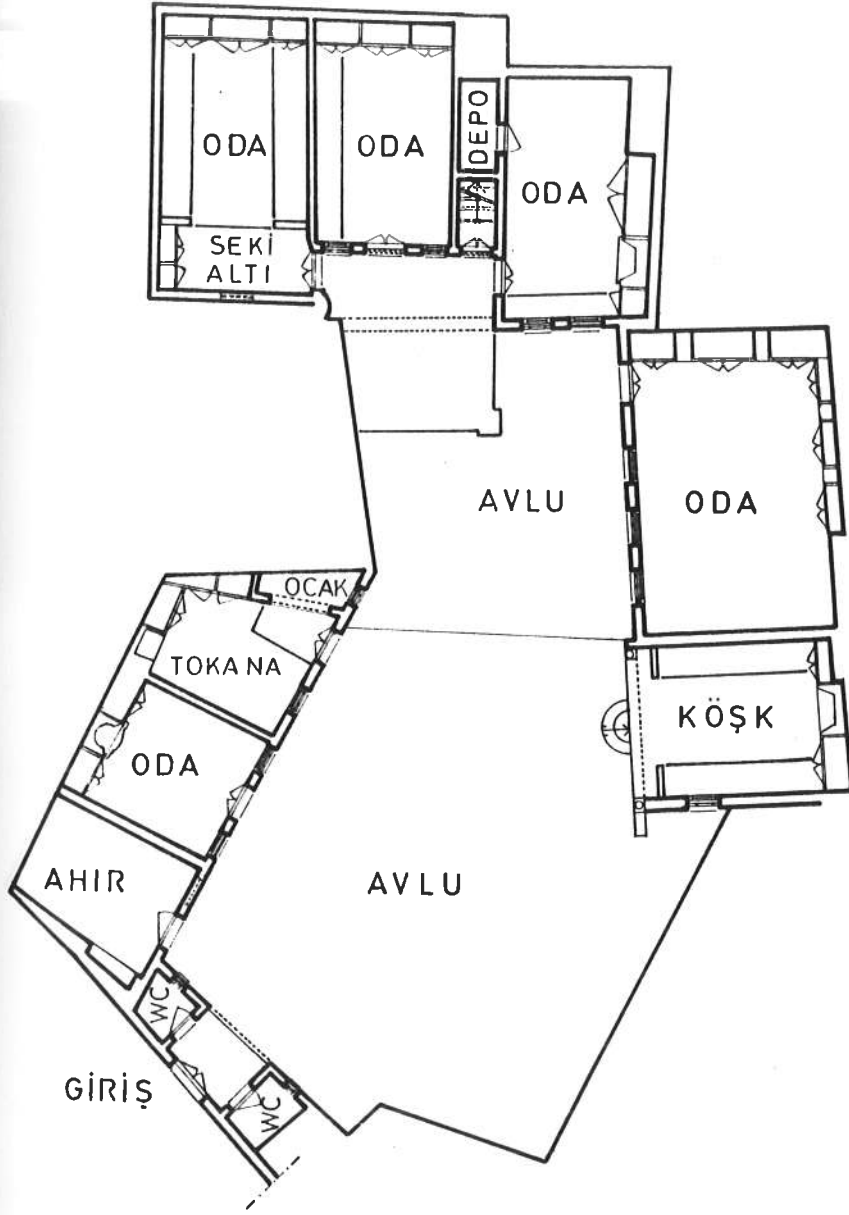 ODA
ODA
DEPO
ODA
SEKİ
ALTI
AVLU
ODA
OCAK
TOKANA
KÖŞK
ODA
AHIR
AVLU
WC
GİRİŞ
WC